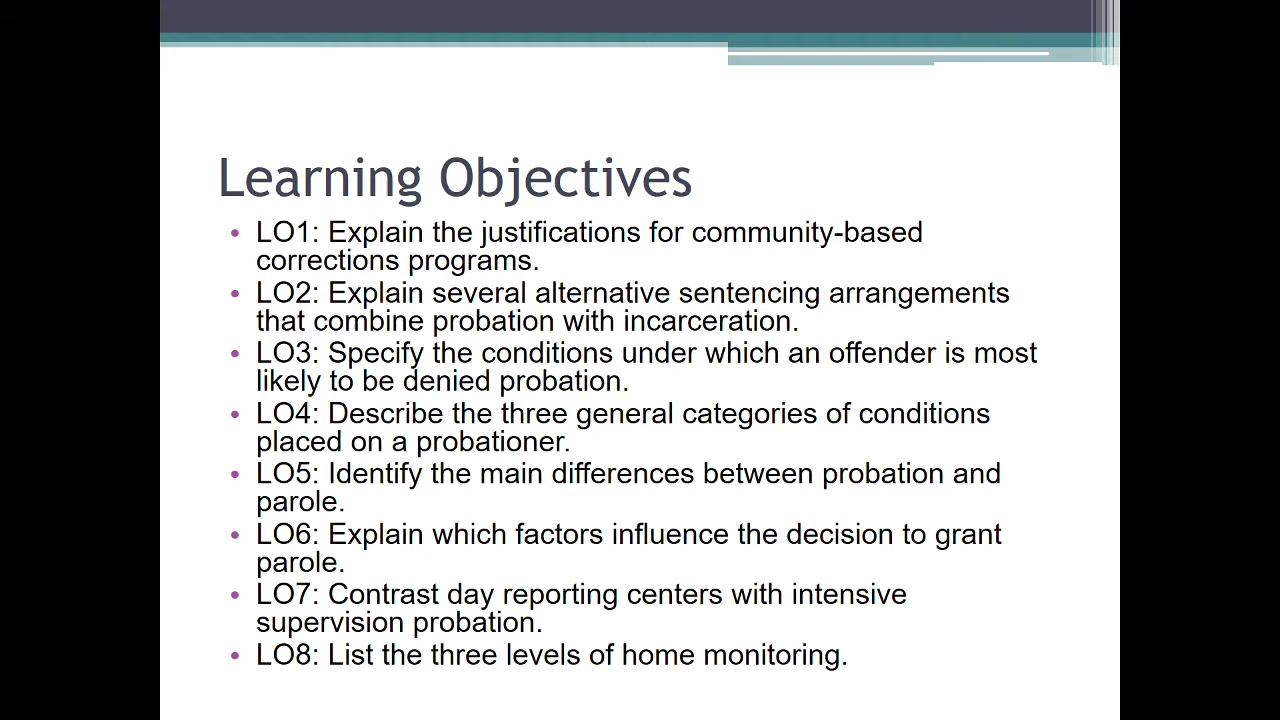 Learning Objectives
• LO1: Explain the justifications for community-based
corrections programs.
• LO2: Explain several alternative sentencing arrangements
that combine probation with incarceration.
• LO3: Specify the conditions under which an offender is most
likely to be denied probation.
• LO4: Describe the three general categories of conditions
placed on a probationer.
• LO5: Identify the main differences between probation and
parole.
• LO6: Explain which factors influence the decision to grant
parole.
• LO7: Contrast day reporting centers with intensive
supervision probation.
• LO8: List the three levels of home monitoring.